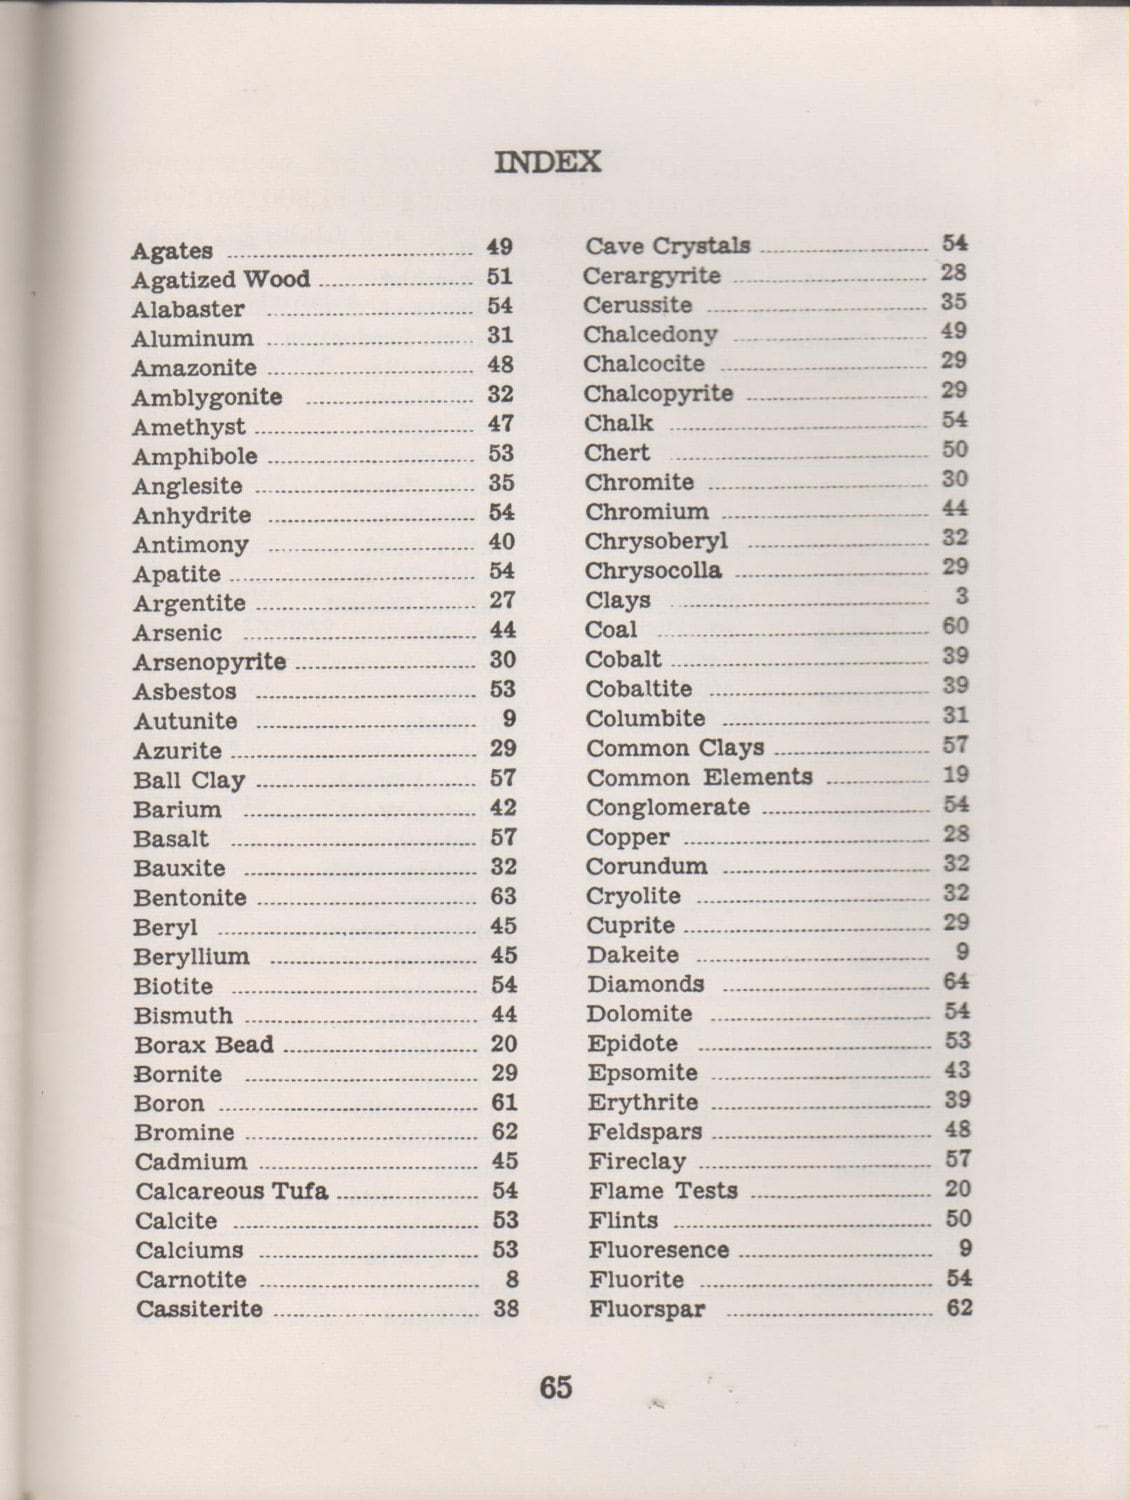 INDEX
Agates 49
Agatized Wood 51
Alabaster 54
Aluminum 31
Amazonite 48
Amblygonite 32
Amethyst 47
Amphibole 53
Anglesite 35
Anhydrite 54
Antimony 40
Apatite 54
Argentite 27
Arsenic 44
Arsenopyrite 30
Asbestos 53
Autunite 9
Azurite 29
Ball Clay 57
Barium 42
Basalt 57
Bauxite 32
Bentonite 63
Beryl 45
Beryllium 45
Biotite 54
Bismuth 44
Borax Bead 20
Bornite 29
Boron 61
Bromine 62
Cadmium 45
Calcareous Tufa 54
Calcite 53
Calciums 53
Carnotite 8
Cassiterite 38
Cave Crystals 54
Cerargyrite 28
Cerussite 35
Chalcedony 49
Chalcocite 29
Chalcopyrite 29
Chalk 54
Chert 50
Chromite 30
Chromium 44
Chrysoberyl 32
Chrysocolla 29
Clays 3
Coal 60
Cobalt 39
Cobaltite 39
Columbite 31
Common Clays 57
Common Elements 19
Conglomerate 54
Copper 28
Corundum 32
Cryolite 32
Cuprite 29
Dakeite 9
Diamonds 64
Dolomite 54
Epidote 53
Epsomite 43
Erythrite 39
Feldspars 48
Fireclay 57
Flame Tests 20
Flints 50
Fluoresence 9
Fluorite 54
Fluorspar 62
65